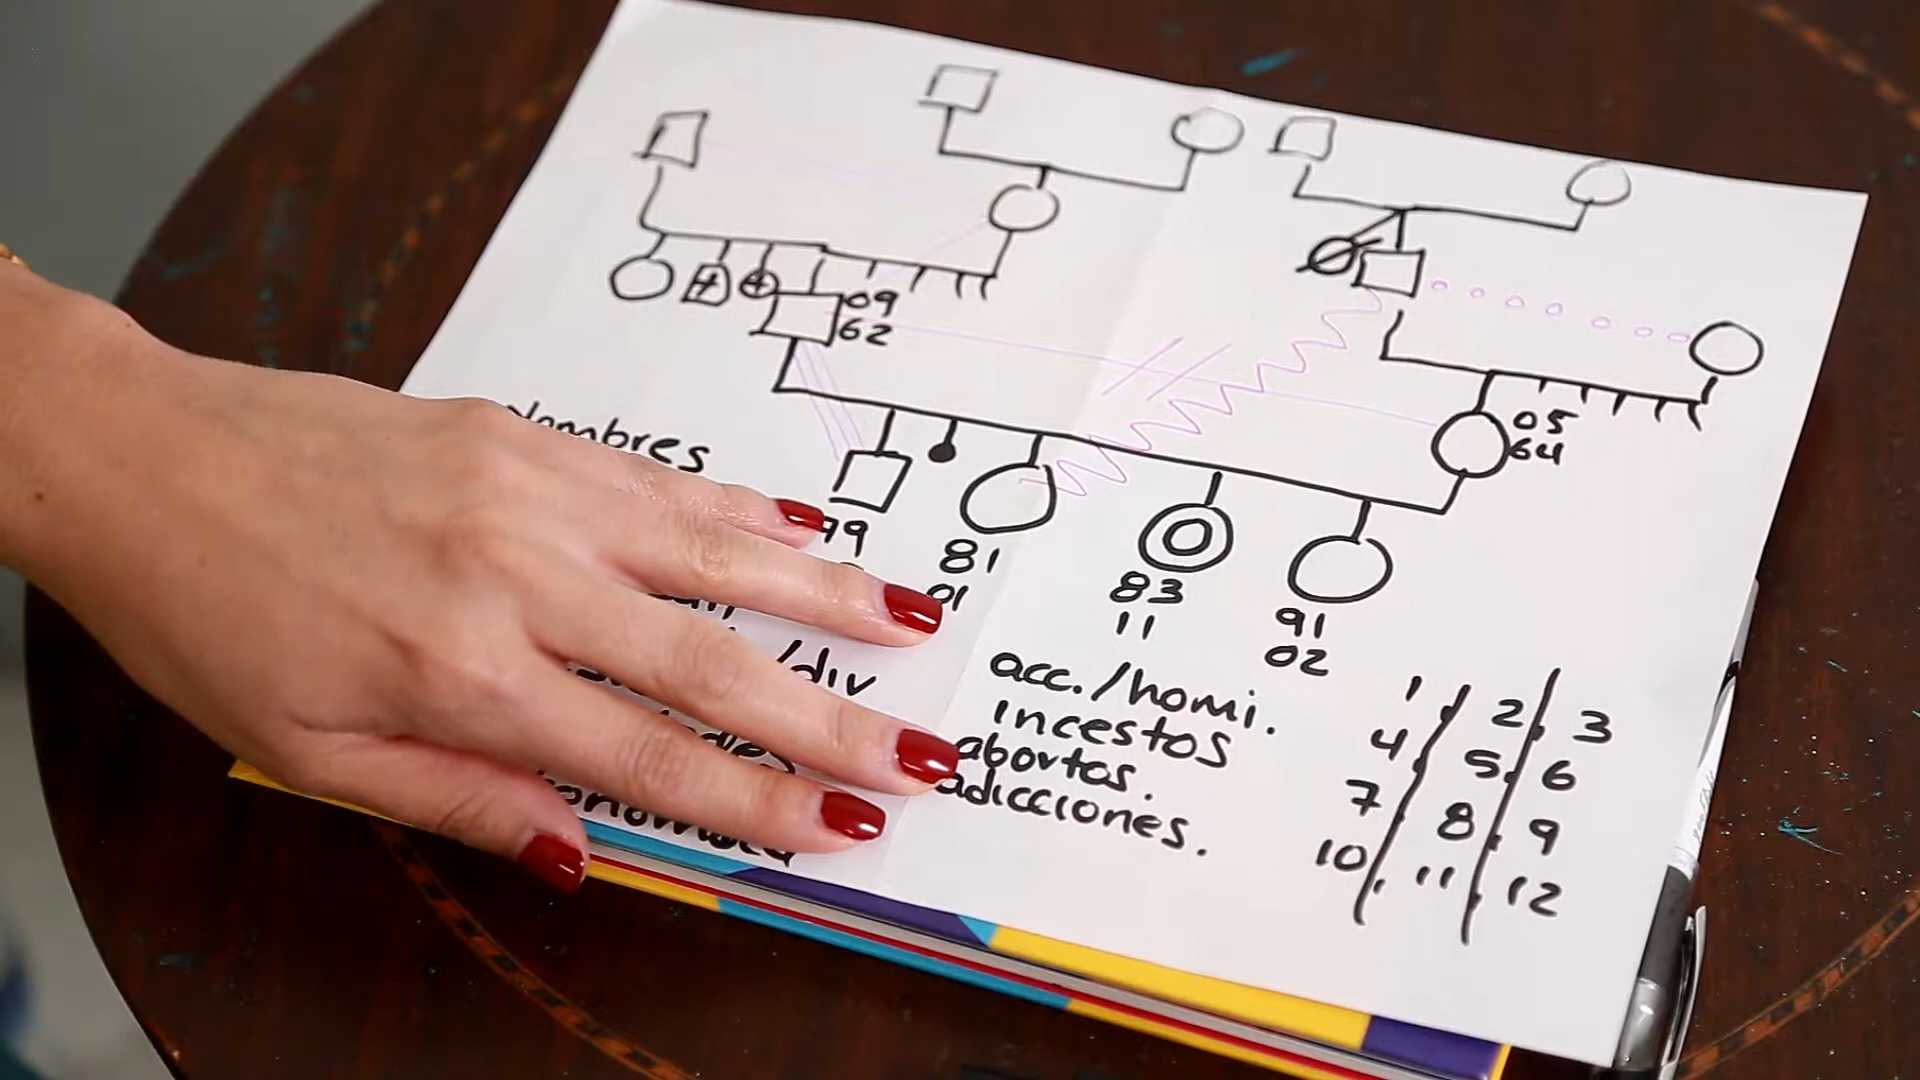 09
62
05
64
79
81
01
83
11
91
02
/div
acc./homi.
incestos
abortos.
adicciones.
1 2 3
4 5 6
7 8 9
10 11 12